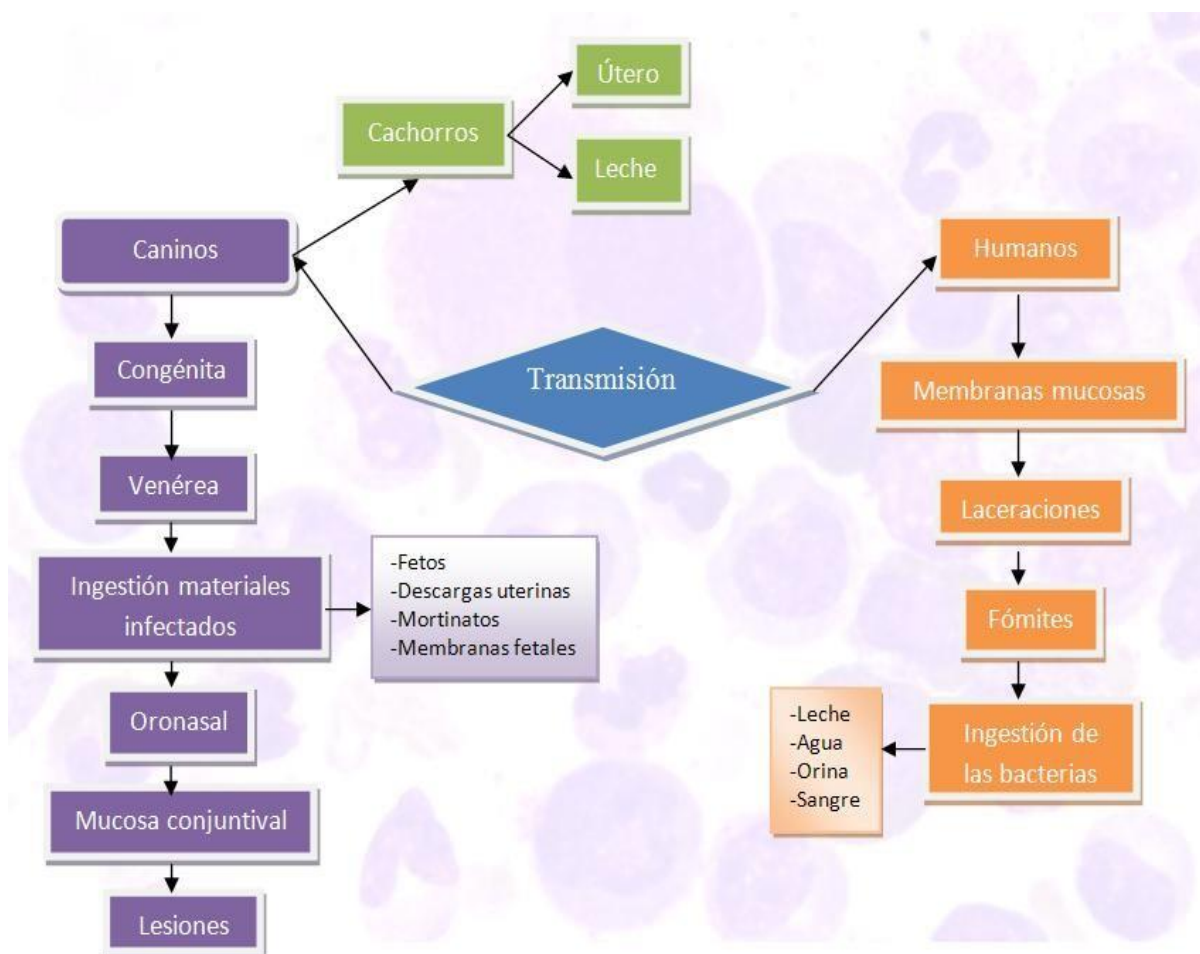 Útero
Cachorros
Leche
Caninos
Humanos
Transmisión
Congénita
Membranas mucosas
Venérea
Laceraciones
Ingestión materiales
infectados
-Fetos
-Descargas uterinas
-Mortinatos
-Membranas fetales
Fómites
Oronasal
-Leche
-Agua
-Orina
-Sangre
Ingestión de
las bacterias
Mucosa conjuntival
Lesiones